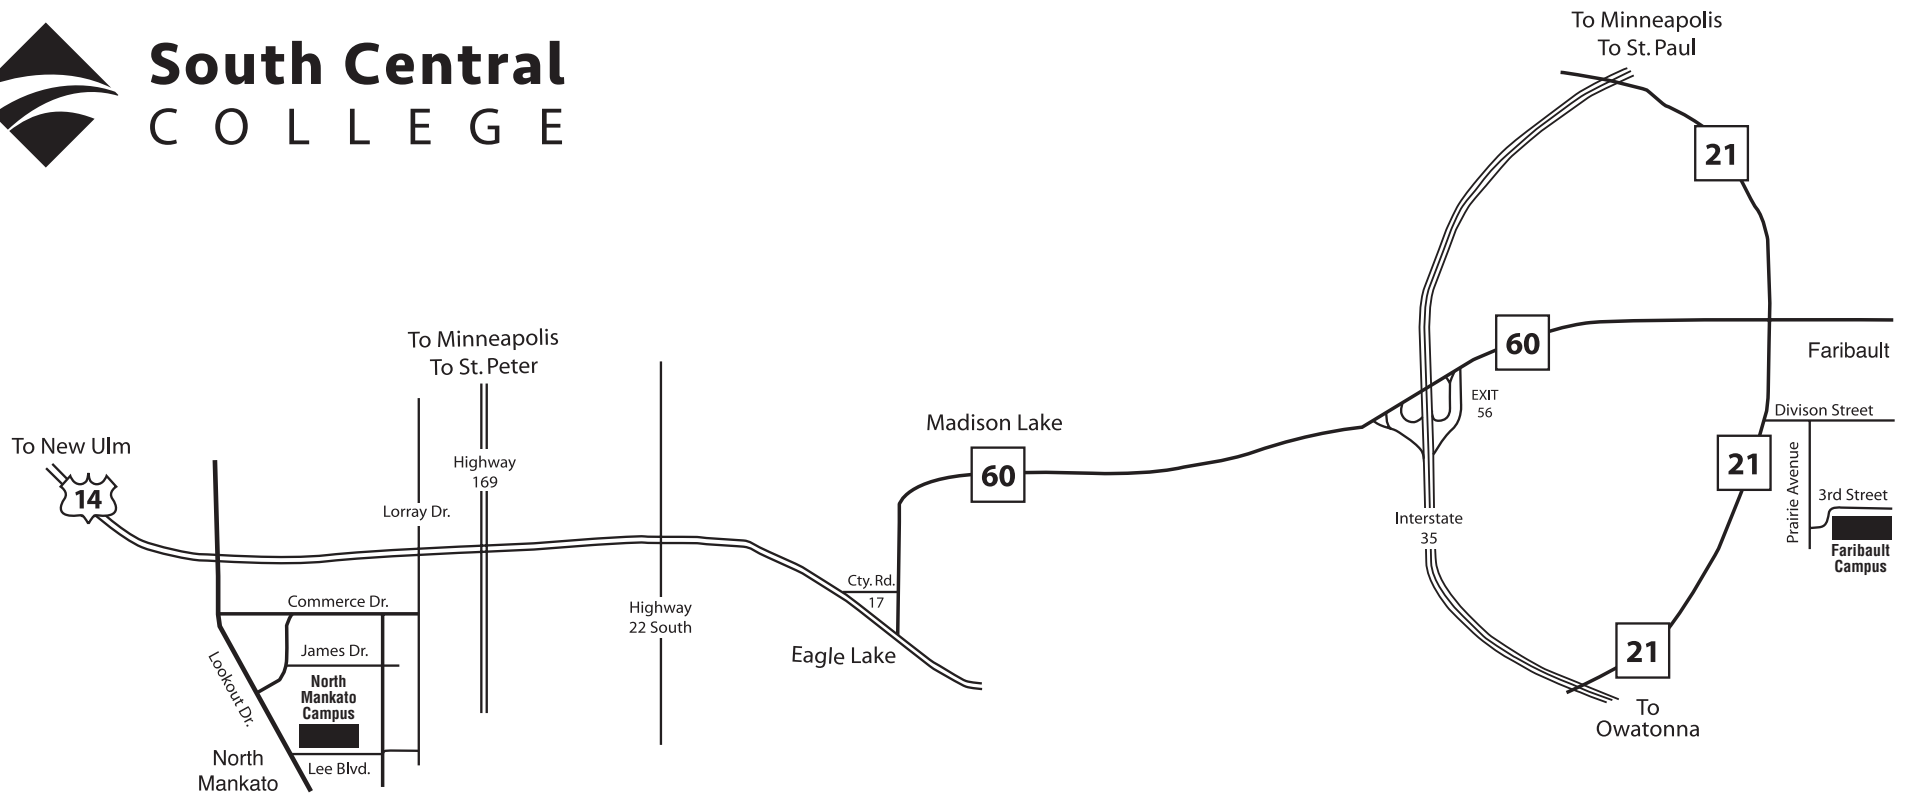 South Central
COLLEGE
To Minneapolis
To St. Paul
21
60
Faribault
EXIT
56
Divison Street
21
Prairie Avenue
3rd Street
Faribault
Campus
Interstate
35
21
To
Owatonna
Madison Lake
60
To Minneapolis
To St. Peter
Highway
169
Lorray Dr.
To New Ulm
14
Cty. Rd.
17
Highway
22 South
Eagle Lake
Commerce Dr.
James Dr.
Lookout Dr.
North
Mankato
Campus
Lee Blvd.
North
Mankato